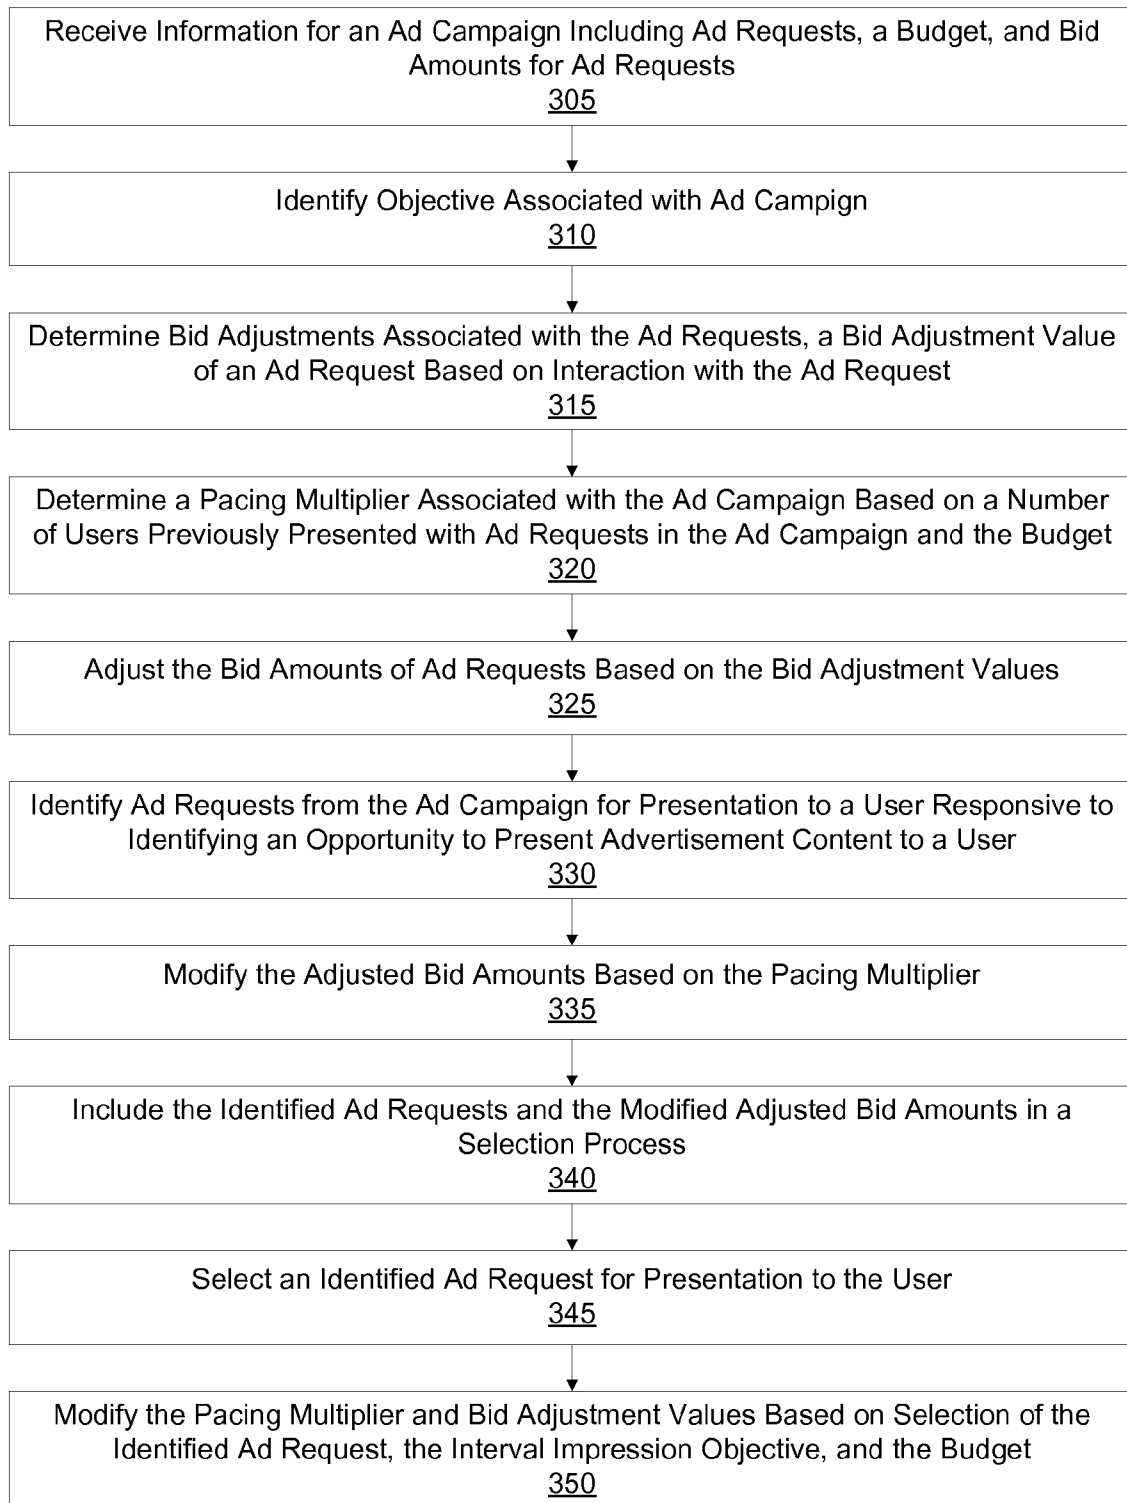 Receive Information for an Ad Campaign Including Ad Requests, a Budget, and Bid
Amounts for Ad Requests
305
Identify Objective Associated with Ad Campign
310
Determine Bid Adjustments Associated with the Ad Requests, a Bid Adjustment Value
of an Ad Request Based on Interaction with the Ad Request
315
Determine a Pacing Multiplier Associated with the Ad Campaign Based on a Number
of Users Previously Presented with Ad Requests in the Ad Campaign and the Budget
320
Adjust the Bid Amounts of Ad Requests Based on the Bid Adjustment Values
325
Identify Ad Requests from the Ad Campaign for Presentation to a User Responsive to
Identifying an Opportunity to Present Advertisement Content to a User
330
Modify the Adjusted Bid Amounts Based on the Pacing Multiplier
335
Include the Identified Ad Requests and the Modified Adjusted Bid Amounts in a
Selection Process
340
Select an Identified Ad Request for Presentation to the User
345
Modify the Pacing Multiplier and Bid Adjustment Values Based on Selection of the
Identified Ad Request, the Interval Impression Objective, and the Budget
350